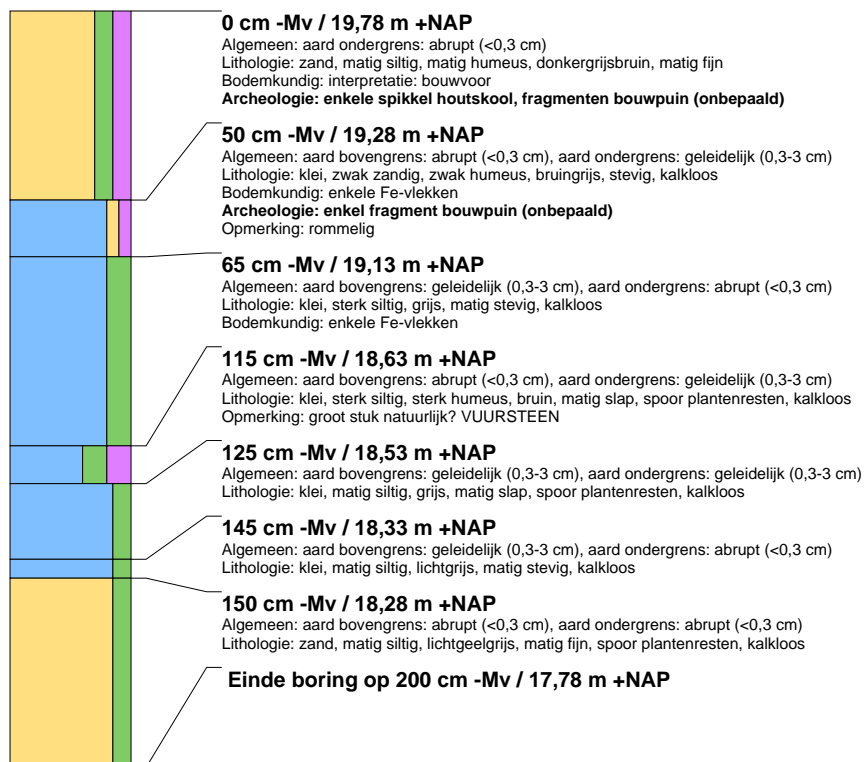 0 cm -Mv / 19,78 m +NAP
Algemeen: aard ondergrens: abrupt (<0,3 cm)
Lithologie: zand, matig siltig, matig humeus, donkergrijsbruin, matig fijn
Bodemkundig: interpretatie: bouwvoor
Archeologie: enkele spikkel houtskool, fragmenten bouwpuin (onbepaald)
50 cm -Mv / 19,28 m +NAP
Algemeen: aard bovengrens: abrupt (<0,3 cm), aard ondergrens: geleidelijk (0,3-3 cm)
Lithologie: klei, zwak zandig, zwak humeus, bruingrijs, stevig, kalkloos
Bodemkundig: enkele Fe-vlekken
Archeologie: enkel fragment bouwpuin (onbepaald)
Opmerking: rommelig
65 cm -Mv / 19,13 m +NAP
Algemeen: aard bovengrens: geleidelijk (0,3-3 cm), aard ondergrens: abrupt (<0,3 cm)
Lithologie: klei, sterk siltig, grijs, matig stevig, kalkloos
Bodemkundig: enkele Fe-vlekken
115 cm -Mv / 18,63 m +NAP
Algemeen: aard bovengrens: abrupt (<0,3 cm), aard ondergrens: geleidelijk (0,3-3 cm)
Lithologie: klei, sterk siltig, sterk humeus, bruin, matig slap, spoor plantenresten, kalkloos
Opmerking: groot stuk natuurlijk? VUURSTEEN
125 cm -Mv / 18,53 m +NAP
Algemeen: aard bovengrens: geleidelijk (0,3-3 cm), aard ondergrens: geleidelijk (0,3-3 cm)
Lithologie: klei, matig siltig, grijs, matig slap, spoor plantenresten, kalkloos
145 cm -Mv / 18,33 m +NAP
Algemeen: aard bovengrens: geleidelijk (0,3-3 cm), aard ondergrens: abrupt (<0,3 cm)
Lithologie: klei, matig siltig, lichtgrijs, matig stevig, kalkloos
150 cm -Mv / 18,28 m +NAP
Algemeen: aard bovengrens: abrupt (<0,3 cm), aard ondergrens: abrupt (<0,3 cm)
Lithologie: zand, matig siltig, lichtgeelgrijs, matig fijn, spoor plantenresten, kalkloos
Einde boring op 200 cm -Mv / 17,78 m +NAP